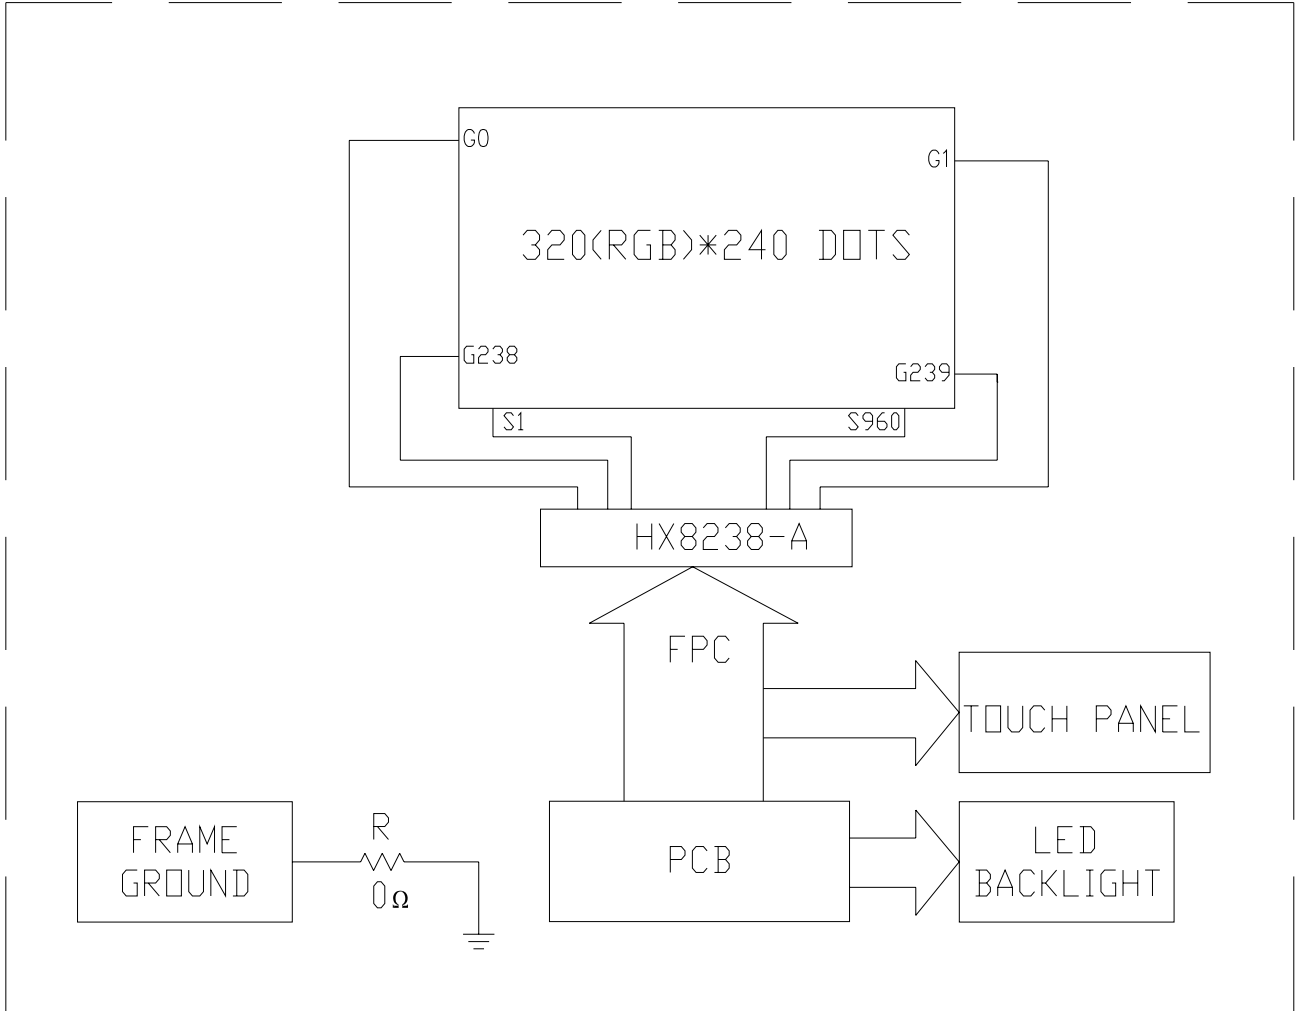 G0
G1
320(RGB)*240 DOTS
G238
G239
S1
S960
HX8238-A
FPC
TOUCH PANEL
FRAME
GROUND
R
0Ω
PCB
LED
BACKLIGHT